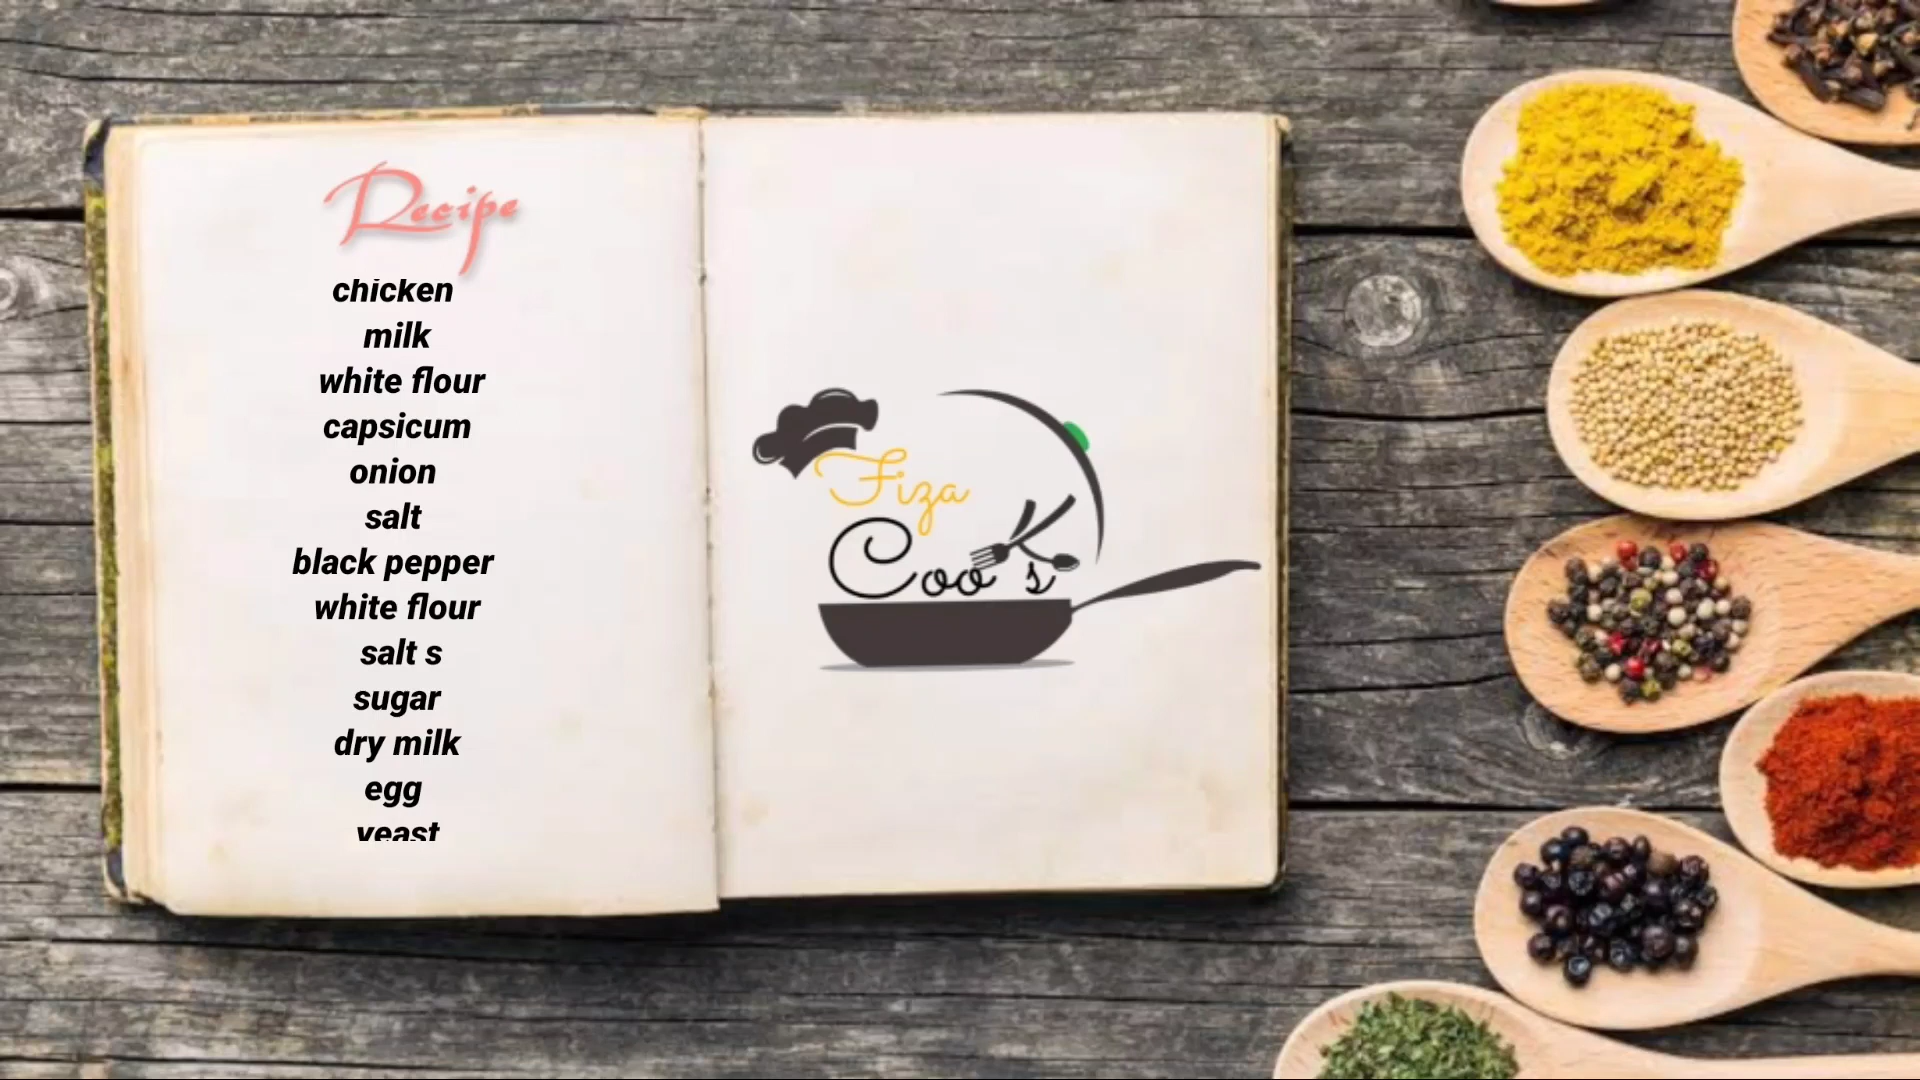 Recipe
chicken
milk
white flour
capsicum
onion
salt
black pepper
white flour
salt s
sugar
dry milk
egg
yeast
Fiza
Cooks